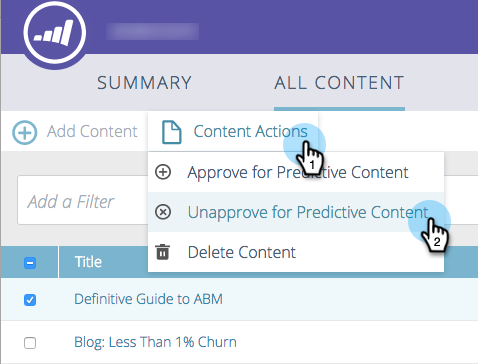 SUMMARY ALL CONTENT
Add Content Content Actions
1
Approve for Predictive Content
Add a Filter
Unapprove for Predictive Content
2
Delete Content
Title
Definitive Guide to ABM
Blog: Less Than 1% Churn